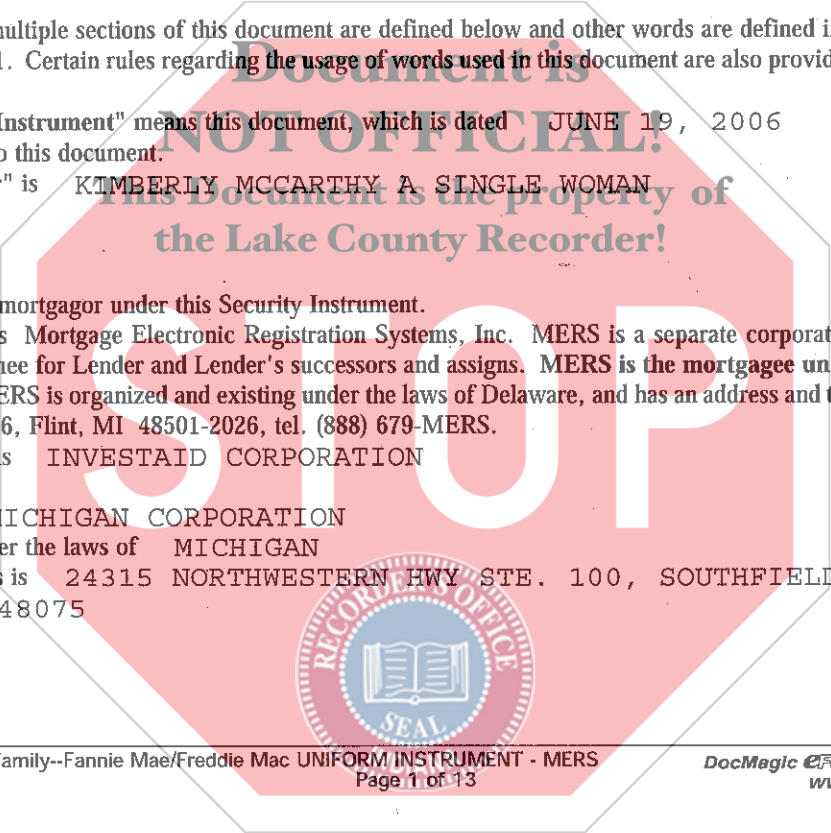 multiple sections of this document are defined below and other words are defined i
1. Certain rules regarding the usage of words used in this document are also provid
Document is
Instrument" means this document, which is dated JUNE 19, 2006
NOT OFFICIAL!
o this document.
" is KIMBERLY MCCARTHY A SINGLE WOMAN
This Document is the property of
the Lake County Recorder!
mortgagor under this Security Instrument.
s Mortgage Electronic Registration Systems, Inc. MERS is a separate corporat
nee for Lender and Lender's successors and assigns. MERS is the mortgagee un
ERS is organized and existing under the laws of Delaware, and has an address and t
6, Flint, MI 48501-2026, tel. (888) 679-MERS.
STOP
s INVESTAID CORPORATION
MICHIGAN CORPORATION
er the laws of MICHIGAN
s is 24315 NORTHWESTERN HWY STE. 100, SOUTHFIELD
48075
RECORDER'S OFFICE
SEAL
amily--Fannie Mae/Freddie Mac UNIFORM INSTRUMENT - MERS
Page 1 of 13
DocMagic